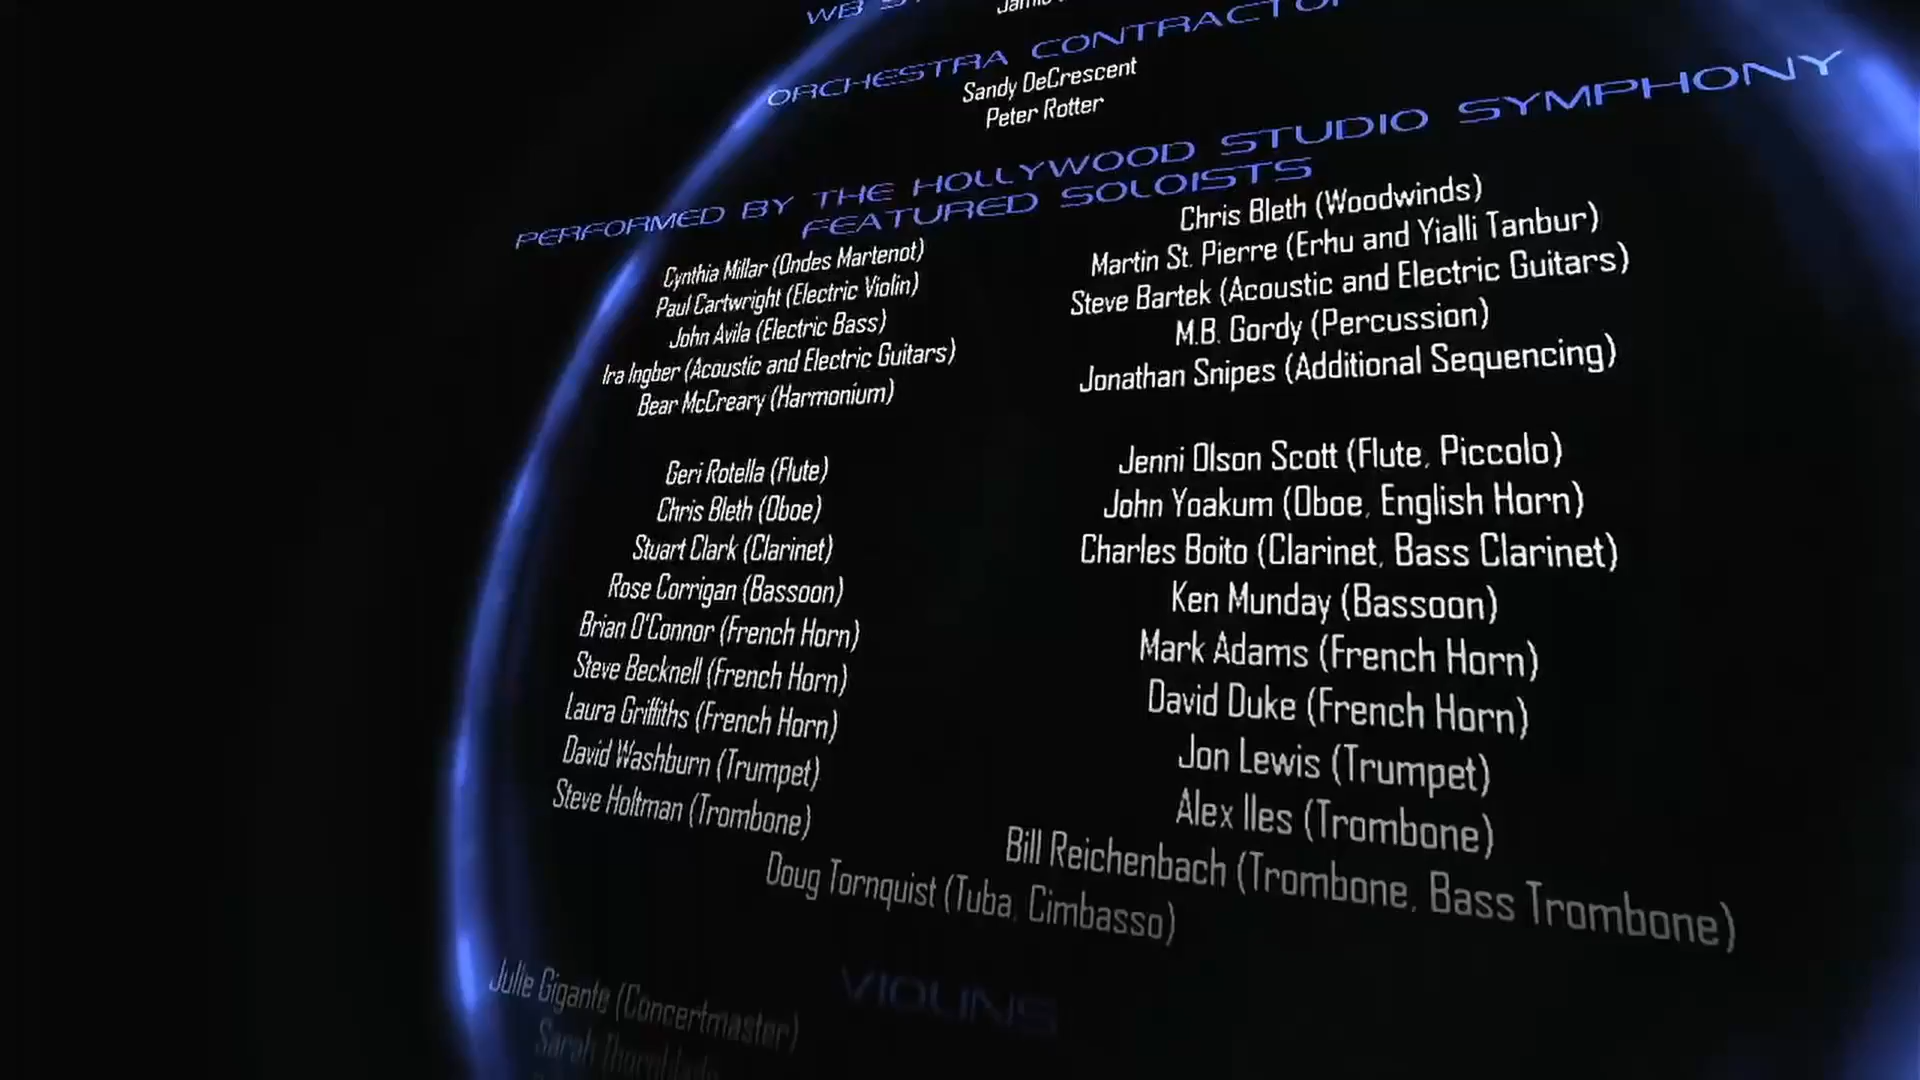 WB
ORCHESTRA CONTRACTOR
Sandy DeCrescent
Peter Rotter
PERFORMED BY THE HOLLYWOOD STUDIO SYMPHONY
FEATURED SOLOISTS
Cynthia Millar (Ondes Martenot)
Chris Bleth (Woodwinds)
Paul Cartwright (Electric Violin)
Martin St. Pierre (Erhu and Yialli Tanbur)
John Avila (Electric Bass)
Steve Bartek (Acoustic and Electric Guitars)
Ira Ingber (Acoustic and Electric Guitars)
M.B. Gordy (Percussion)
Bear McCreary (Harmonium)
Jonathan Snipes (Additional Sequencing)
Geri Rotella (Flute)
Jenni Olson Scott (Flute, Piccolo)
Chris Bleth (Oboe)
John Yoakum (Oboe, English Horn)
Stuart Clark (Clarinet)
Charles Boito (Clarinet, Bass Clarinet)
Rose Corrigan (Bassoon)
Ken Munday (Bassoon)
Brian O'Connor (French Horn)
Mark Adams (French Horn)
Steve Becknell (French Horn)
David Duke (French Horn)
Laura Griffiths (French Horn)
Jon Lewis (Trumpet)
David Washburn (Trumpet)
Alex Iles (Trombone)
Steve Holtman (Trombone)
Bill Reichenbach (Trombone, Bass Trombone)
Doug Tornquist (Tuba, Cimbasso)
VIOLINS
Julie Gigante (Concertmaster)
Sarah Thornblade